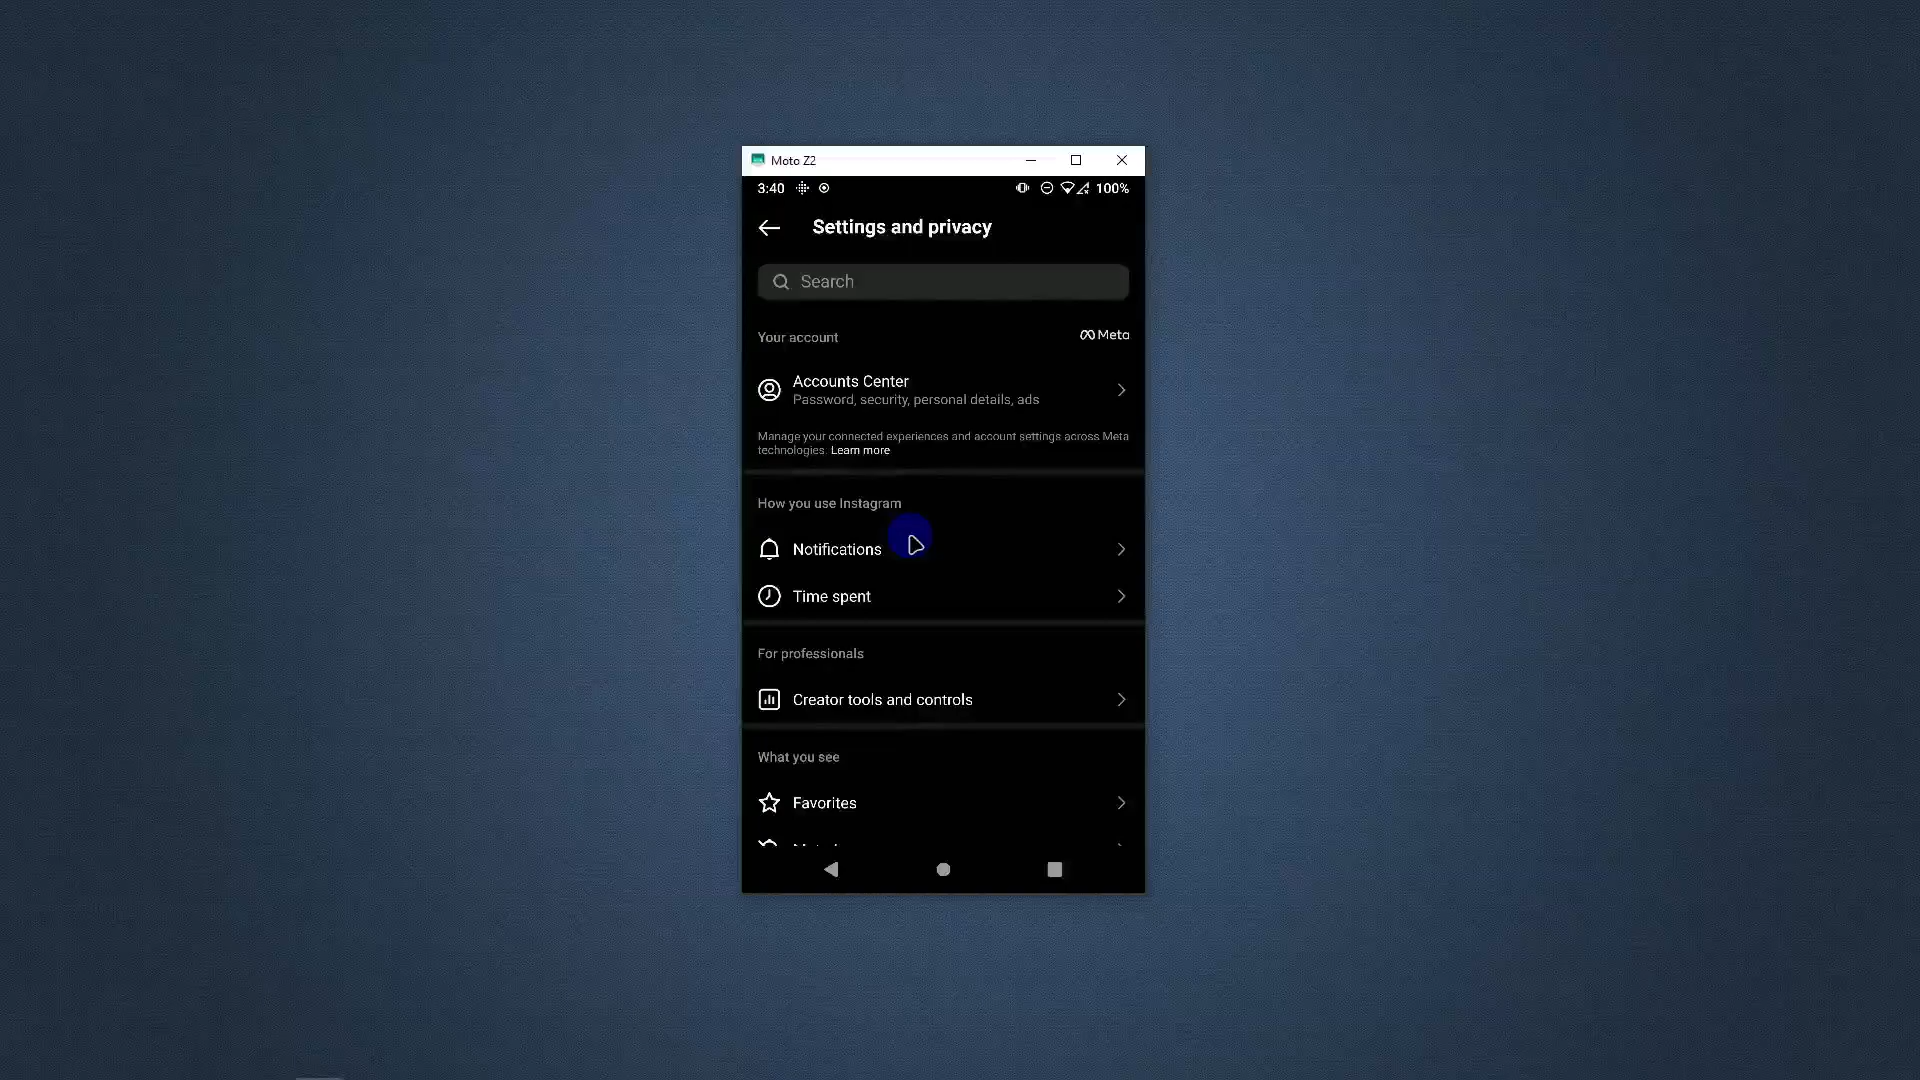 Moto Z2
3:40 100%
Settings and privacy
Search
Your account
Meta
Accounts Center
Password, security, personal details, ads
Manage your connected experiences and account settings across Meta
technologies. Learn more
How you use Instagram
Notifications
Time spent
For professionals
Creator tools and controls
What you see
Favorites